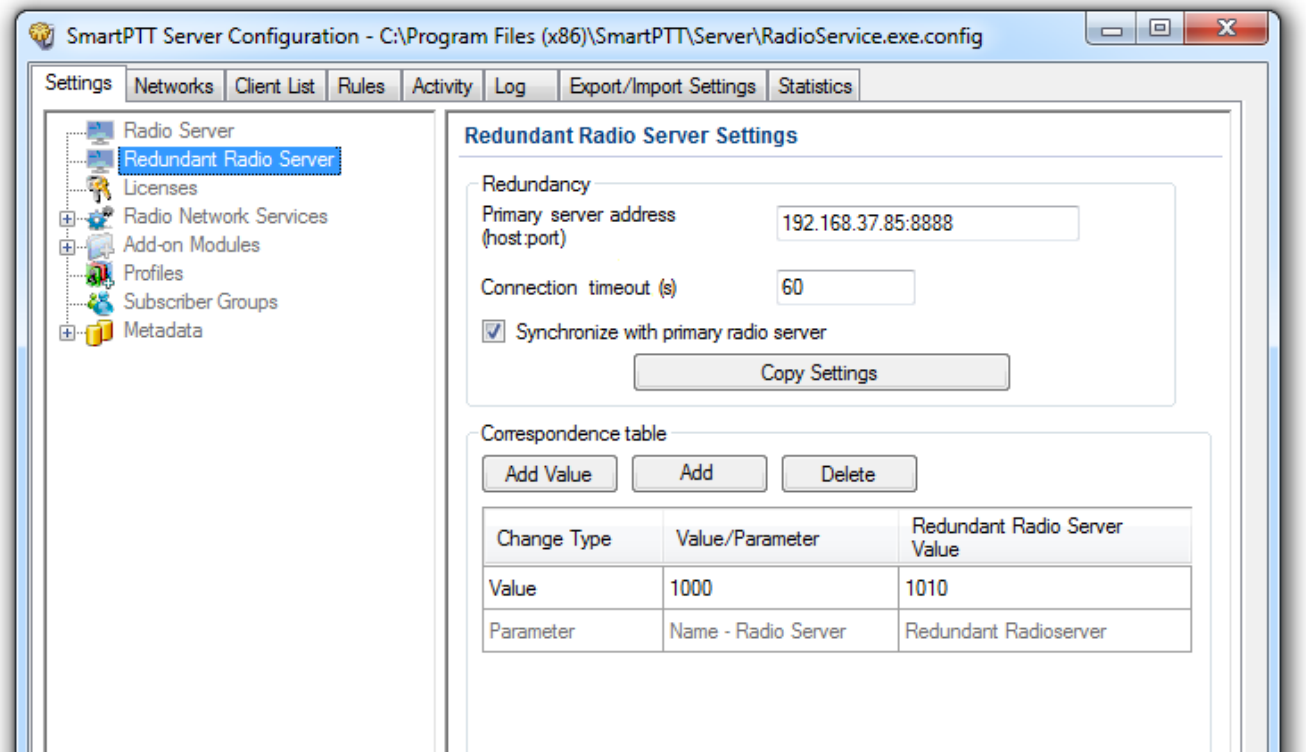 SmartPTT Server Configuration - C:\Program Files (x86)\SmartPTT\Server\RadioService.exe.config
Settings Networks Client List Rules Activity Log Export/Import Settings Statistics
Radio Server
Redundant Radio Server
Licenses
Radio Network Services
Add-on Modules
Profiles
Subscriber Groups
Metadata
Redundant Radio Server Settings
Redundancy
Primary server address
(host:port)
192.168.37.85:8888
Connection timeout (s) 60
Synchronize with primary radio server
Copy Settings
Correspondence table
Add Value Add Delete
Change Type Value/Parameter Redundant Radio Server
Value
Value 1000 1010
Parameter Name - Radio Server Redundant Radioserver